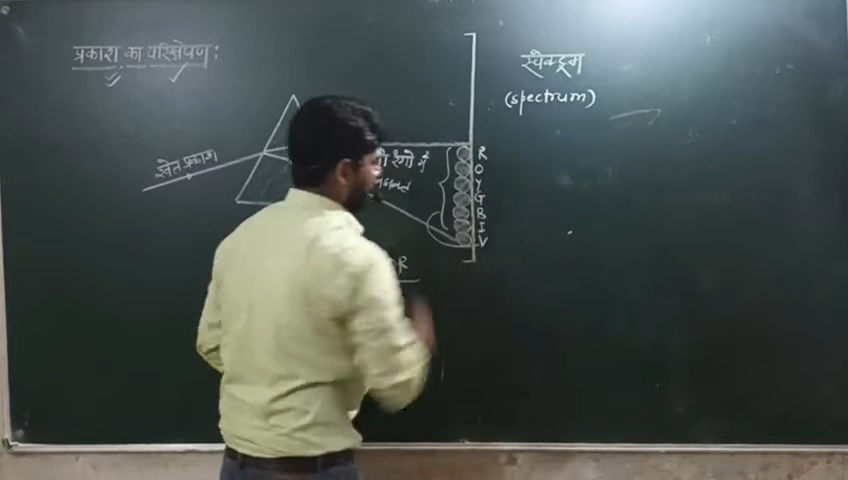 प्रकाश का परिक्षेपण :
स्पेक्ट्रम
(spectrum)
श्वेत प्रकाश
रंगो में
R
O
Y
G
B
I
V
R